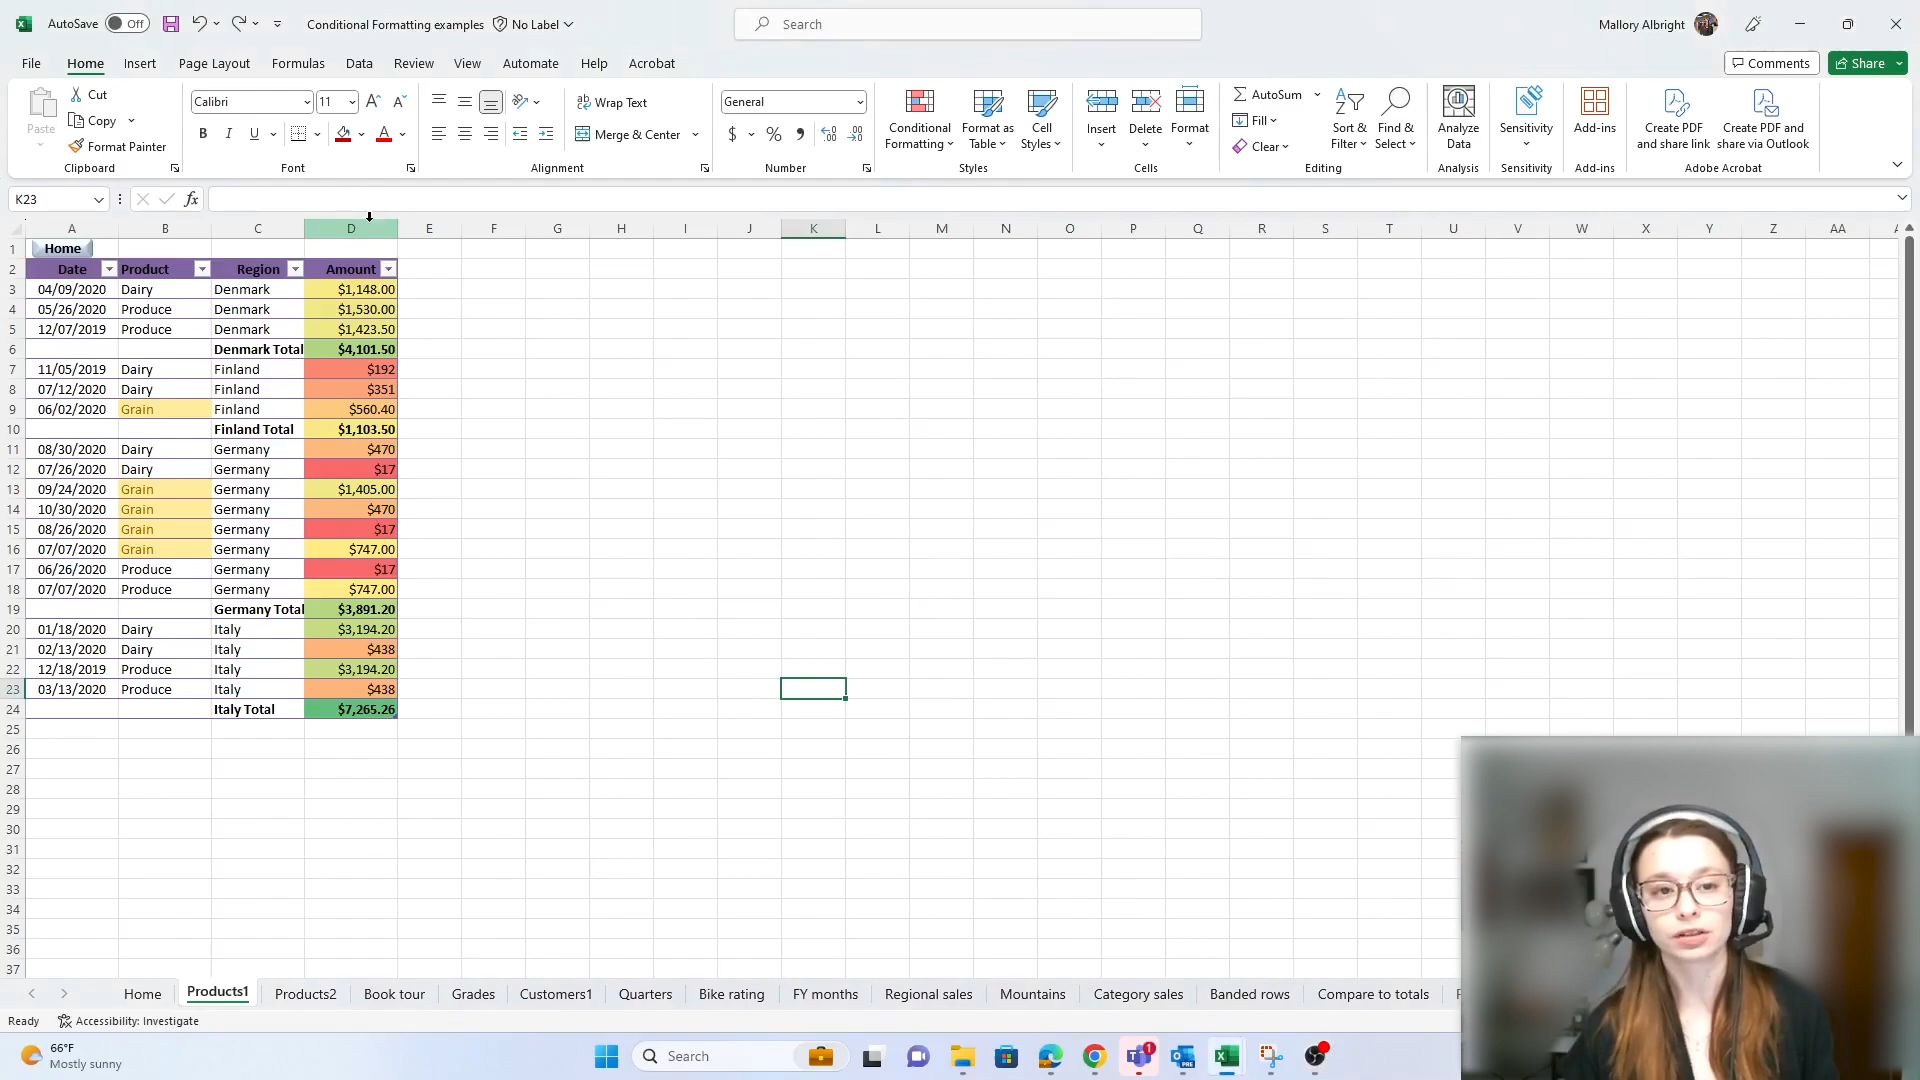 AutoSave Off Conditional Formatting examples No Label Search Mallory Albright
File Home Insert Page Layout Formulas Data Review View Automate Help Acrobat Comments Share
Paste Cut Copy Format Painter Clipboard
Calibri 11 B I U A Font
Wrap Text Merge & Center Alignment
General $ % , Number
Conditional Formatting Format as Table Cell Styles Styles
Insert Delete Format Cells
AutoSum Fill Clear Sort & Filter Find & Select Editing
Analyze Data Analysis
Sensitivity Sensitivity
Add-ins Add-ins
Create PDF and share link Create PDF and share via Outlook Adobe Acrobat
K23 fx
A B C D E F G H I J K L M N O P Q R S T U V W X Y Z AA
1 Home
2 Date Product Region Amount
3 04/09/2020 Dairy Denmark $1,148.00
4 05/26/2020 Produce Denmark $1,530.00
5 12/07/2019 Produce Denmark $1,423.50
6 Denmark Total $4,101.50
7 11/05/2019 Dairy Finland $192
8 07/12/2020 Dairy Finland $351
9 06/02/2020 Grain Finland $560.40
10 Finland Total $1,103.50
11 08/30/2020 Dairy Germany $470
12 07/26/2020 Dairy Germany $17
13 09/24/2020 Grain Germany $1,405.00
14 10/30/2020 Grain Germany $470
15 08/26/2020 Grain Germany $17
16 07/07/2020 Grain Germany $747.00
17 06/26/2020 Produce Germany $17
18 07/07/2020 Produce Germany $747.00
19 Germany Total $3,891.20
20 01/18/2020 Dairy Italy $3,194.20
21 02/13/2020 Dairy Italy $438
22 12/18/2019 Produce Italy $3,194.20
23 03/13/2020 Produce Italy $438
24 Italy Total $7,265.26
25
26
27
28
29
30
31
32
33
34
35
36
37
Home Products1 Products2 Book tour Grades Customers1 Quarters Bike rating FY months Regional sales Mountains Category sales Banded rows Compare to totals
Ready Accessibility: Investigate
66°F
Mostly sunny
Search
1
PRE